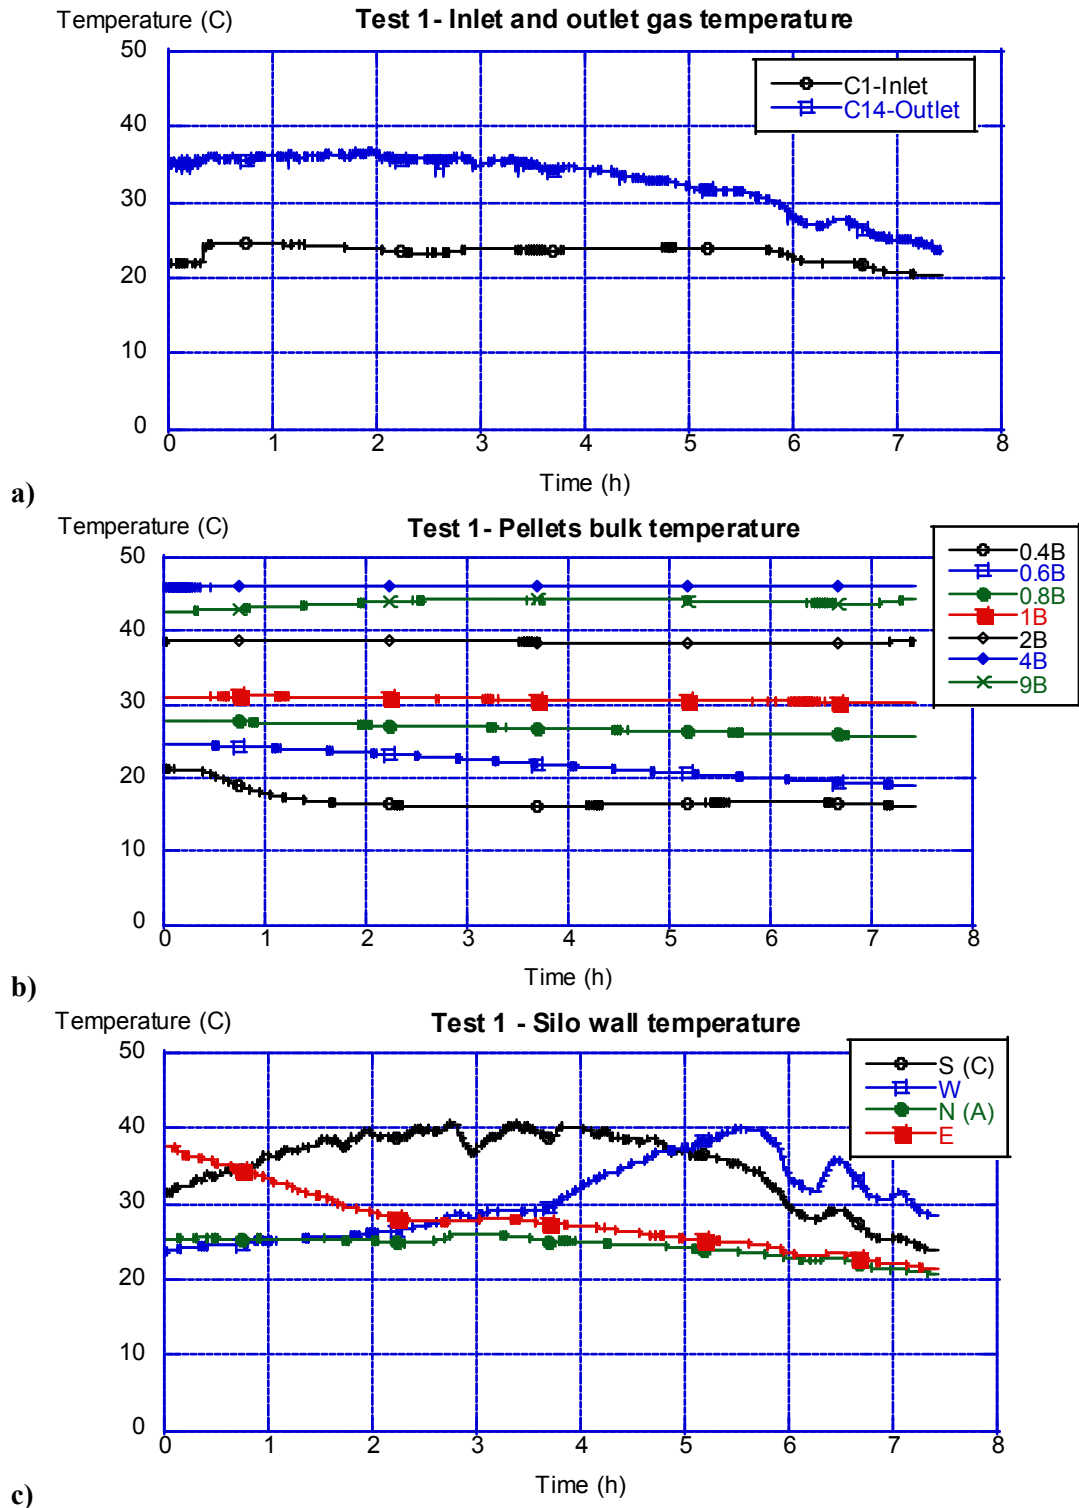 Temperature (C)
Test 1- Inlet and outlet gas temperature
50
40
30
20
10
0
C1-Inlet
C14-Outlet
0 1 2 3 4 5 6 7 8
Time (h)
a)
Temperature (C)
Test 1- Pellets bulk temperature
50
40
30
20
10
0
0.4B
0.6B
0.8B
1B
2B
4B
9B
0 1 2 3 4 5 6 7 8
Time (h)
b)
Temperature (C)
Test 1 - Silo wall temperature
50
40
30
20
10
0
S (C)
W
N (A)
E
0 1 2 3 4 5 6 7 8
Time (h)
c)